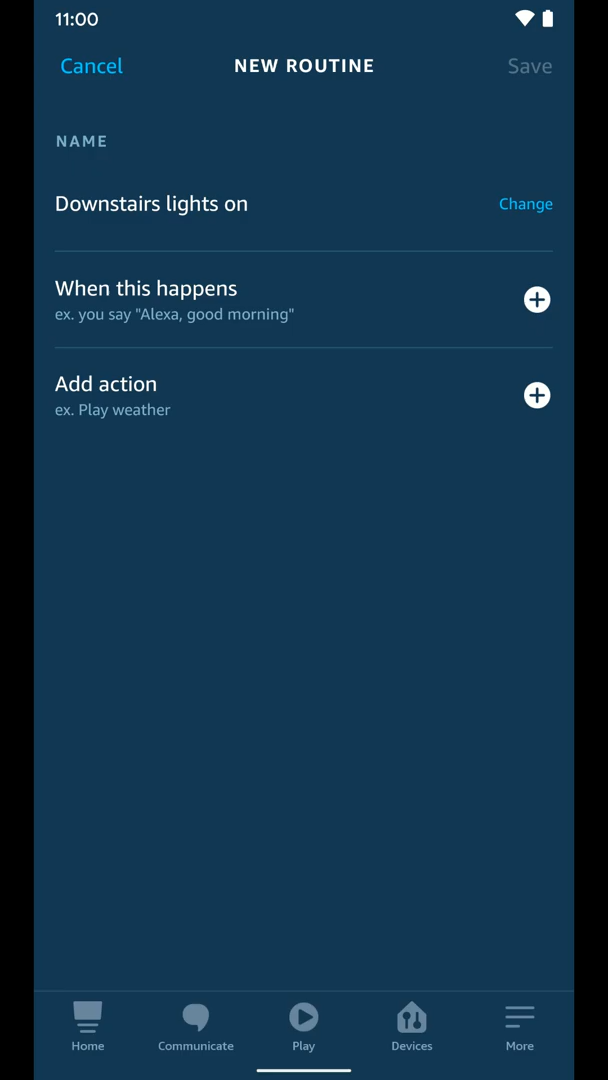 11:00
Cancel NEW ROUTINE Save
NAME
Downstairs lights on Change
When this happens
ex. you say "Alexa, good morning"
Add action
ex. Play weather
Home Communicate Play Devices More